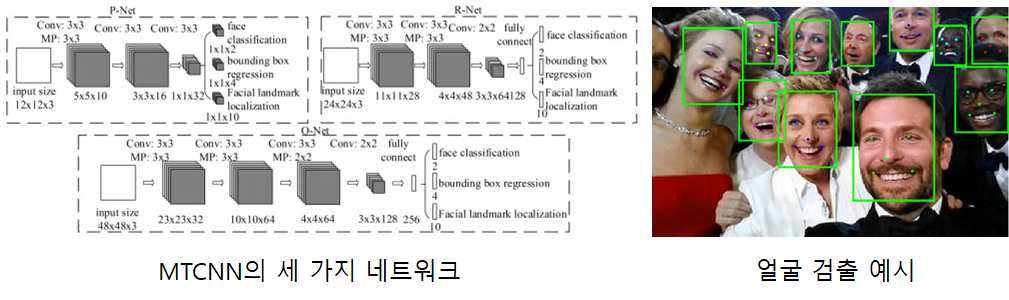 P-Net
Conv: 3x3 Conv: 3x3 Conv: 3x3
MP: 3x3
face
classification
1x1x2
bounding box
regression
1x1x4
Facial landmark
localization
1x1x10
input size
12x12x3
5x5x10
3x3x16
1x1x32
R-Net
Conv: 3x3 Conv: 3x3 Conv: 2x2 fully
MP: 3x3 MP: 3x3 connect
face classification
2
bounding box
regression
4
Facial landmark
localization
10
input size
24x24x3
11x11x28
4x4x48
3x3x64
128
O-Net
Conv: 3x3 Conv: 3x3 Conv: 3x3 Conv: 2x2 fully
MP: 3x3 MP: 3x3 MP: 2x2 connect
face classification
2
bounding box regression
4
Facial landmark localization
10
input size
48x48x3
23x23x32
10x10x64
4x4x64
3x3x128
256
MTCNN의 세 가지 네트워크
얼굴 검출 예시